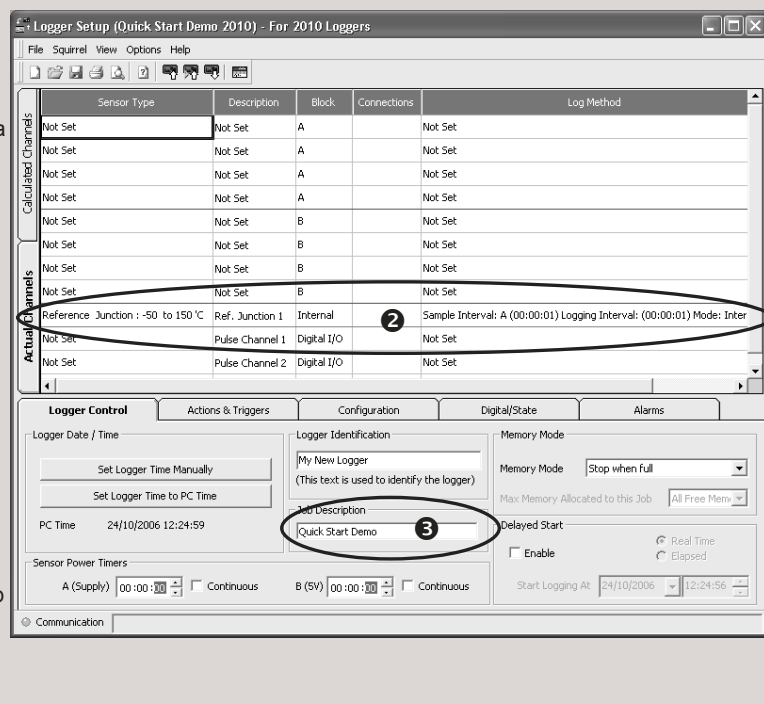 Logger Setup (Quick Start Demo 2010) - For 2010 Loggers
File Squirrel View Options Help
Sensor Type Description Block Connections Log Method
Calculated Channels
Actual Channels
Not Set Not Set A Not Set
Not Set Not Set A Not Set
Not Set Not Set A Not Set
Not Set Not Set A Not Set
Not Set Not Set B Not Set
Not Set Not Set B Not Set
Not Set Not Set B Not Set
Not Set Not Set B Not Set
Reference Junction : -50 to 150 'C Ref. Junction 1 Internal ❷ Sample Interval: A (00:00:01) Logging Interval: (00:00:01) Mode: Inter
Not Set Pulse Channel 1 Digital I/O Not Set
Not Set Pulse Channel 2 Digital I/O Not Set
Logger Control Actions & Triggers Configuration Digital/State Alarms
Logger Date / Time
Set Logger Time Manually
Set Logger Time to PC Time
PC Time 24/10/2006 12:24:59
Logger Identification
My New Logger
(This text is used to identify the logger)
Job Description
Quick Start Demo ❸
Memory Mode
Memory Mode Stop when full
Max Memory Allocated to this Job All Free Mem
Delayed Start
Enable
Real Time
Elapsed
Start Logging At 24/10/2006 12:24:56
Sensor Power Timers
A (Supply) 00:00:00 Continuous B (5V) 00:00:00 Continuous
Communication